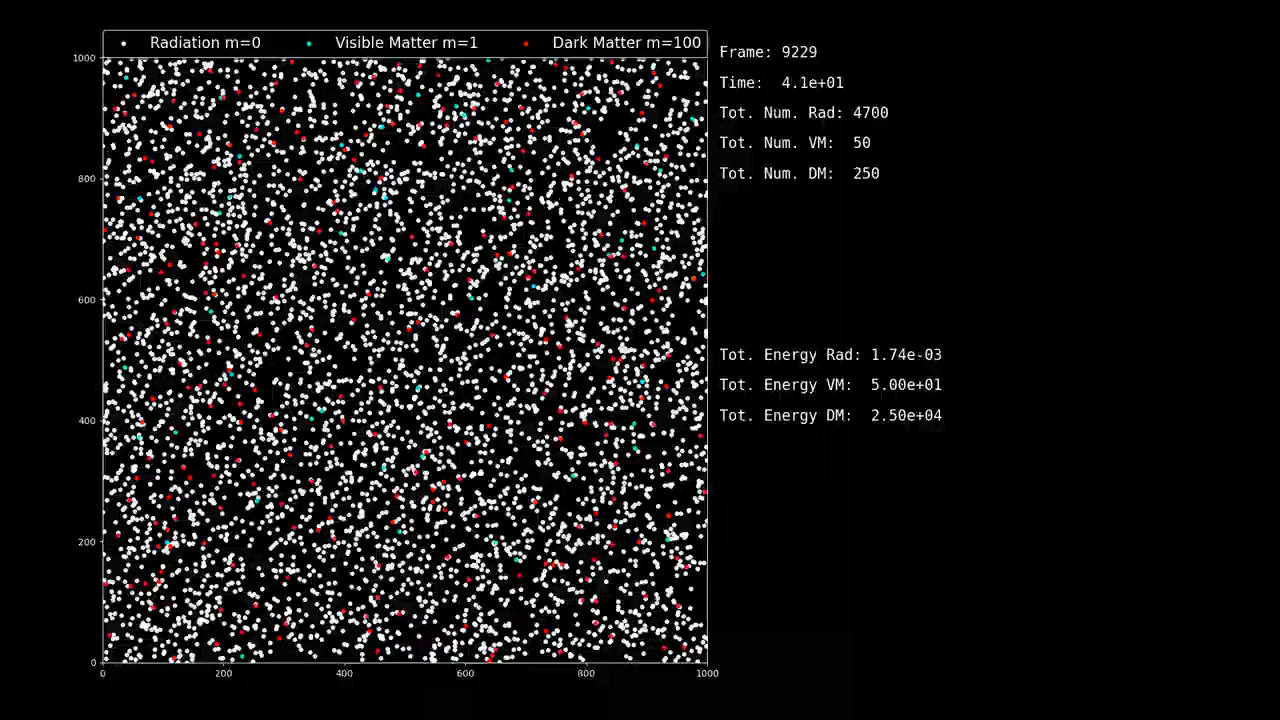 Radiation m=0 Visible Matter m=1 Dark Matter m=100
Frame: 9229
Time: 4.1e+01
Tot. Num. Rad: 4700
Tot. Num. VM: 50
Tot. Num. DM: 250
Tot. Energy Rad: 1.74e-03
Tot. Energy VM: 5.00e+01
Tot. Energy DM: 2.50e+04
1000
800
600
400
200
0
0 200 400 600 800 1000